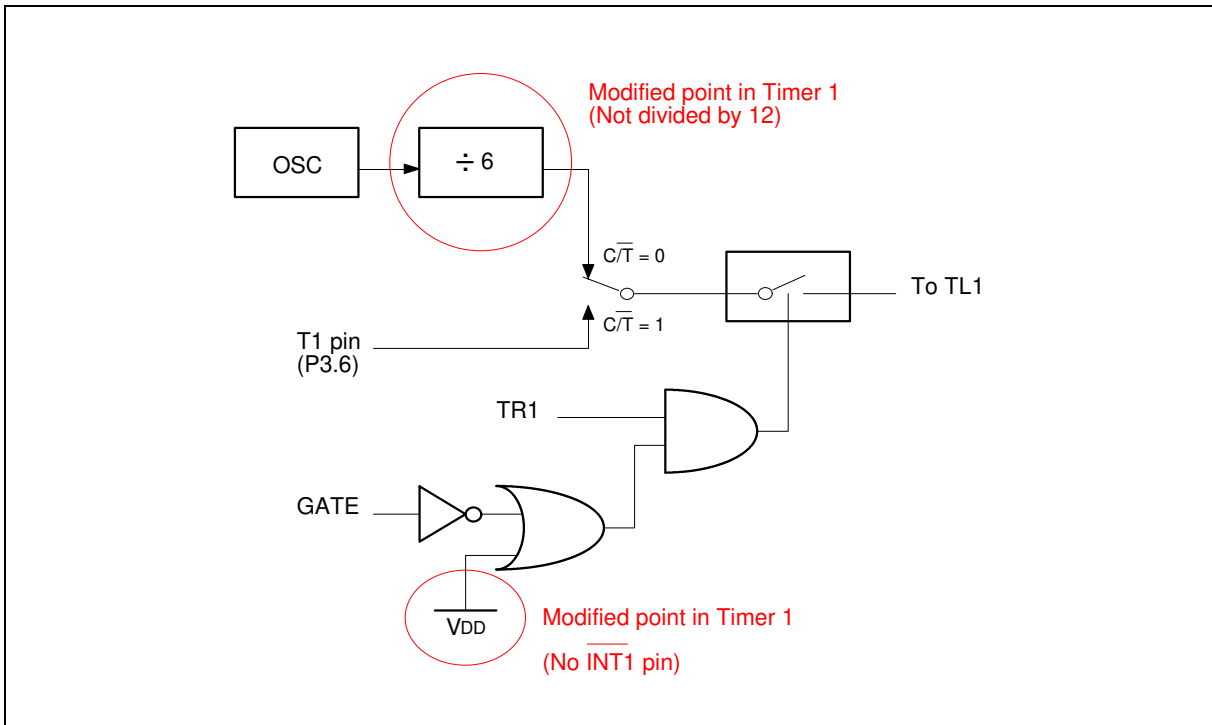 Modified point in Timer 1
(Not divided by 12)
OSC
÷ 6
C/T̅ = 0
To TL1
C/T̅ = 1
T1 pin
(P3.6)
TR1
GATE
VDD
Modified point in Timer 1
(No I̅N̅T̅1̅ pin)